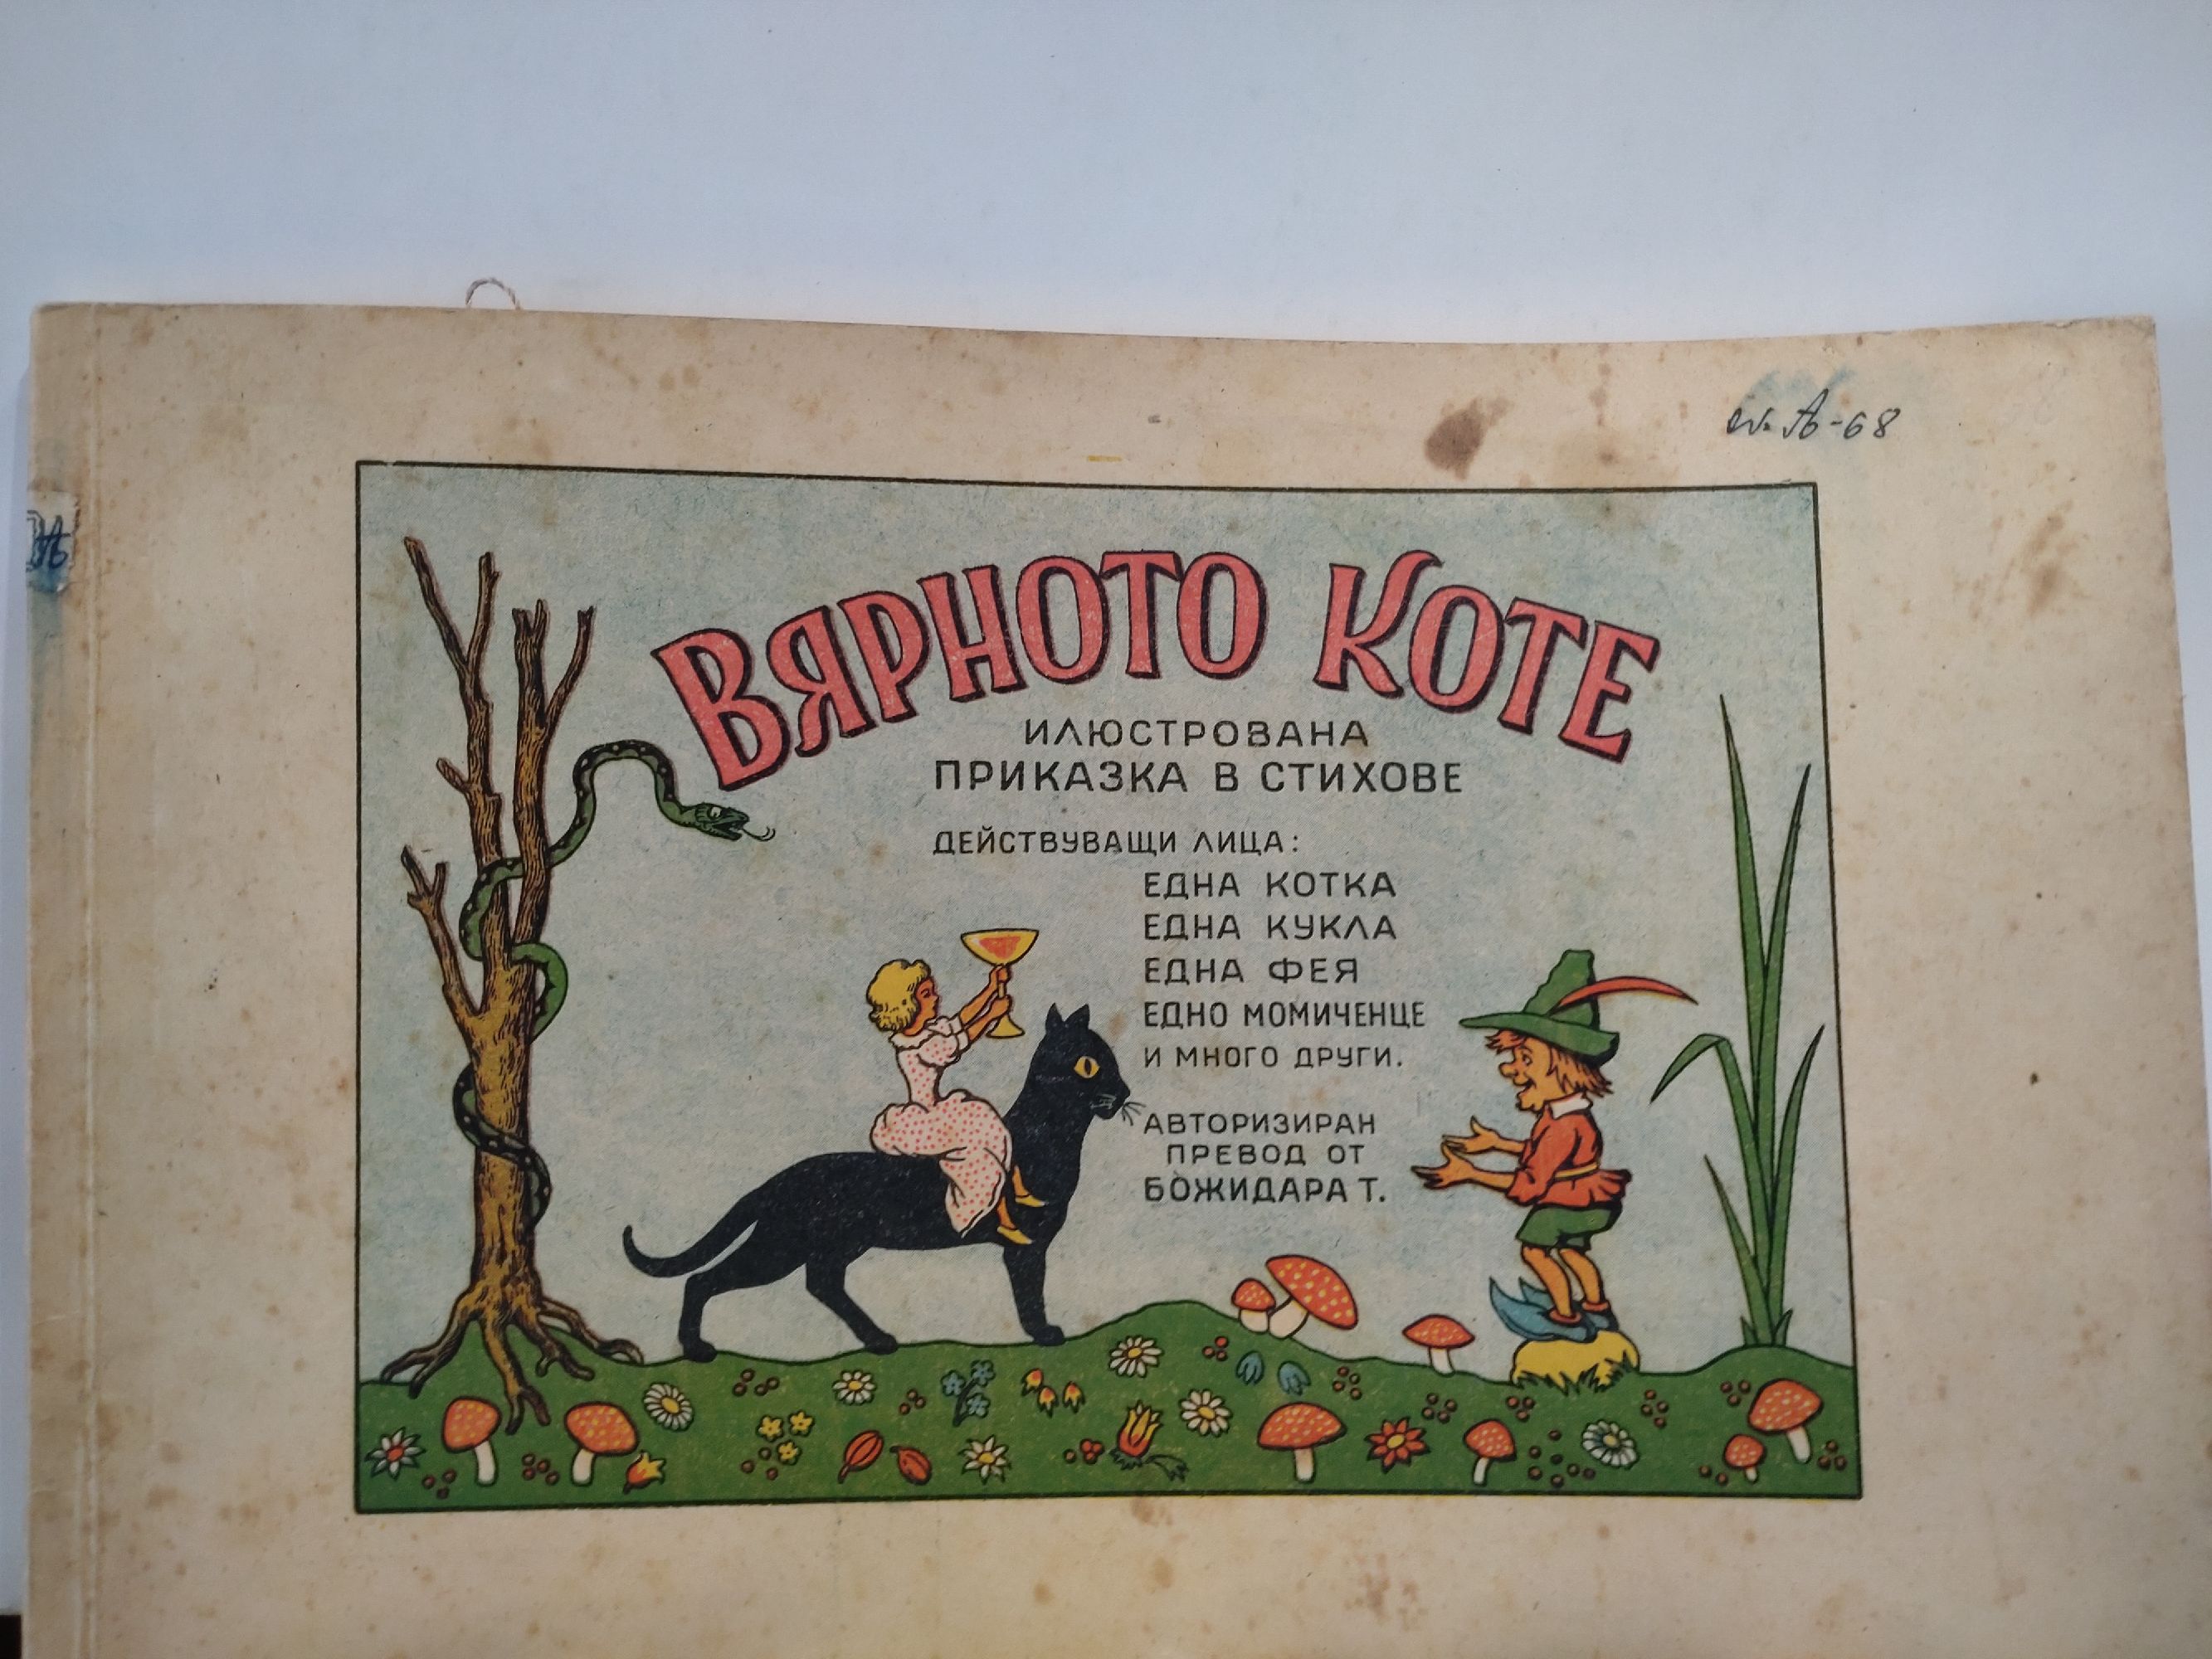 ВЯРНОТО КОТЕ
ИЛЮСТРОВАНА
ПРИКАЗКА В СТИХОВЕ
ДЕЙСТВУВАЩИ ЛИЦА:
ЕДНА КОТКА
ЕДНА КУКЛА
ЕДНА ФЕЯ
ЕДНО МОМИЧЕНЦЕ
И МНОГО ДРУГИ.
АВТОРИЗИРАН
ПРЕВОД ОТ
БОЖИДАРА Т.